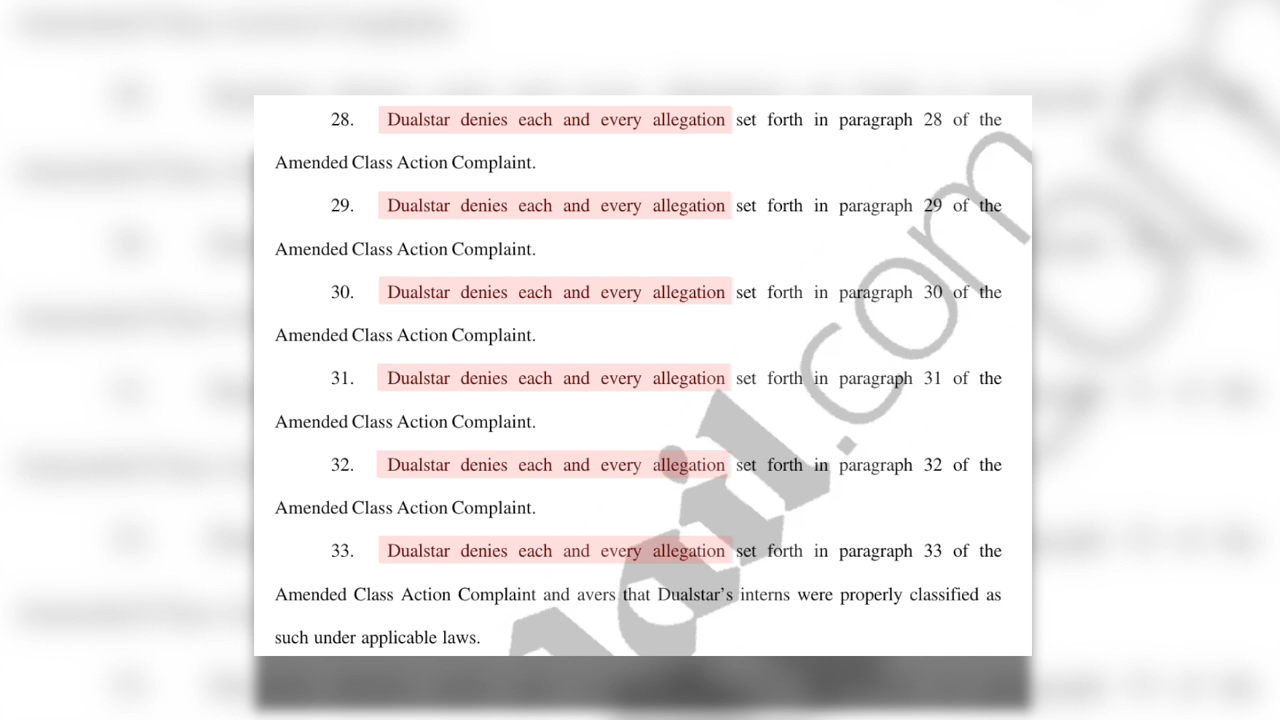 28. Dualstar denies each and every allegation set forth in paragraph 28 of the
Amended Class Action Complaint.
29. Dualstar denies each and every allegation set forth in paragraph 29 of the
Amended Class Action Complaint.
30. Dualstar denies each and every allegation set forth in paragraph 30 of the
Amended Class Action Complaint.
31. Dualstar denies each and every allegation set forth in paragraph 31 of the
Amended Class Action Complaint.
32. Dualstar denies each and every allegation set forth in paragraph 32 of the
Amended Class Action Complaint.
33. Dualstar denies each and every allegation set forth in paragraph 33 of the
Amended Class Action Complaint and avers that Dualstar’s interns were properly classified as
such under applicable laws.
ail.com